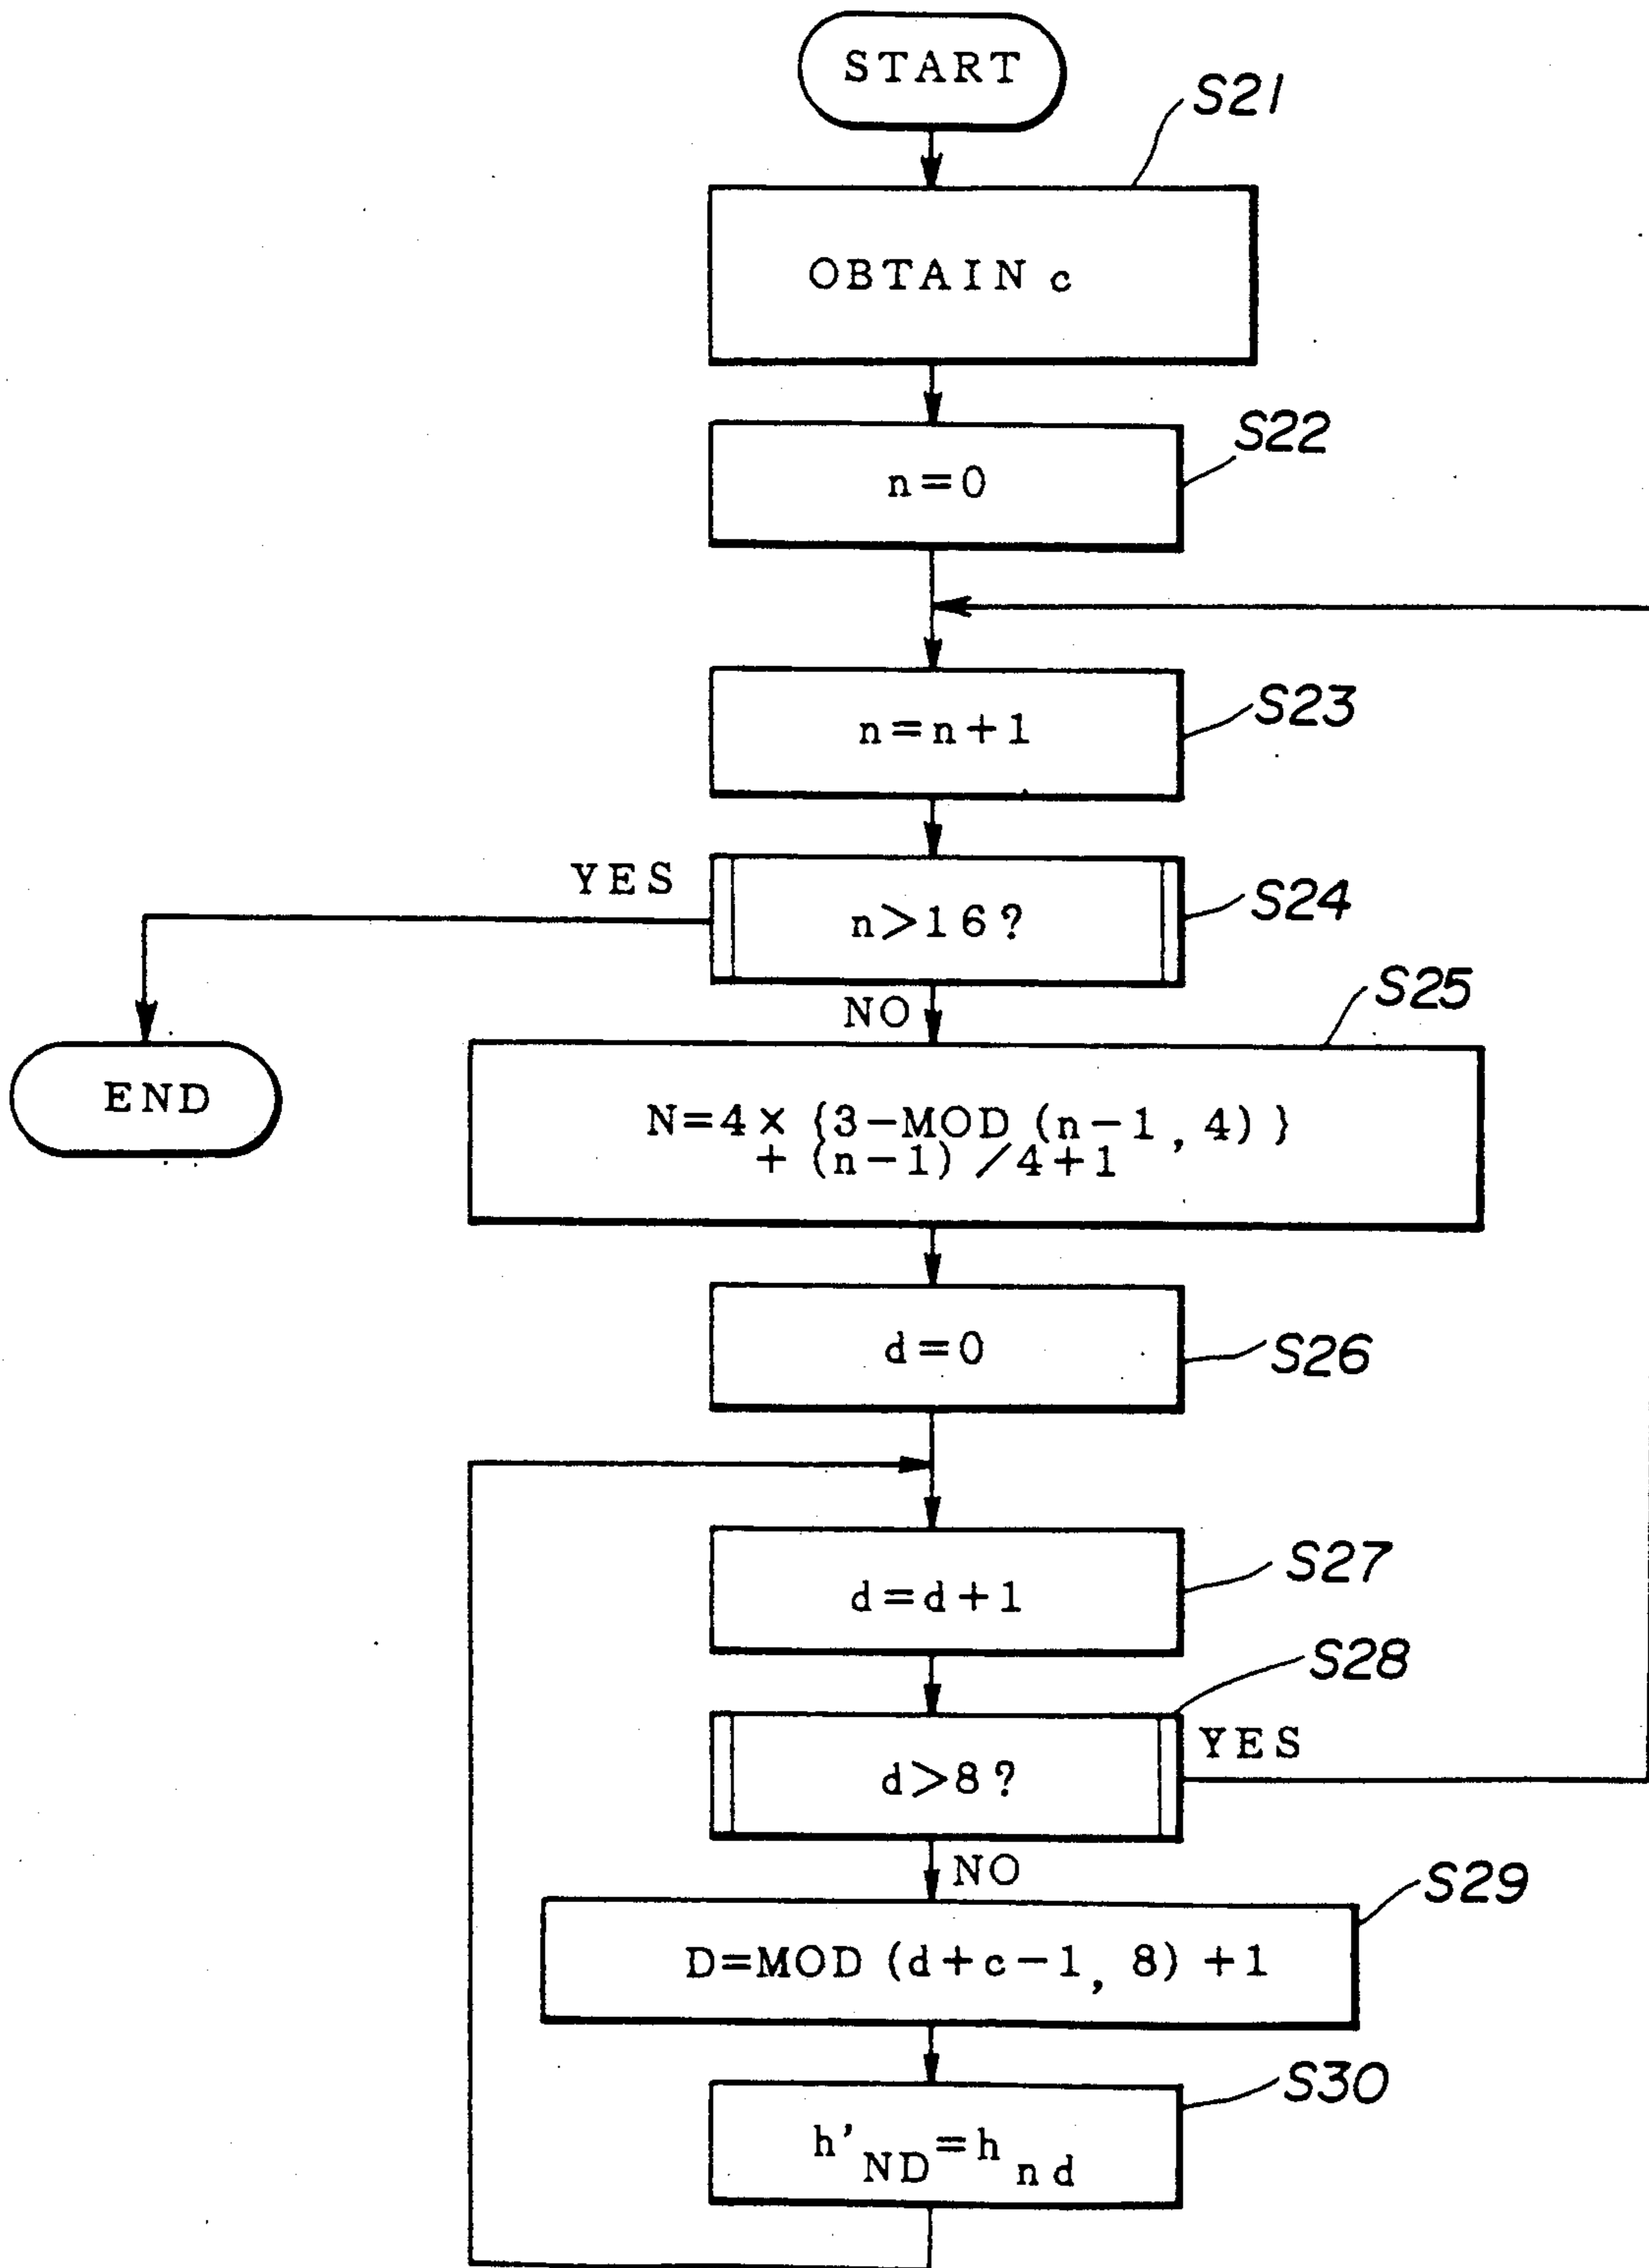 START
S21
OBTAIN c
S22
n=0
S23
n=n+1
YES
n>16?
S24
NO
S25
END
N=4×{3-MOD(n-1,4)}
+(n-1)/4+1
d=0
S26
S27
d=d+1
S28
YES
d>8?
NO
S29
D=MOD(d+c-1,8)+1
S30
h'ND=hnd